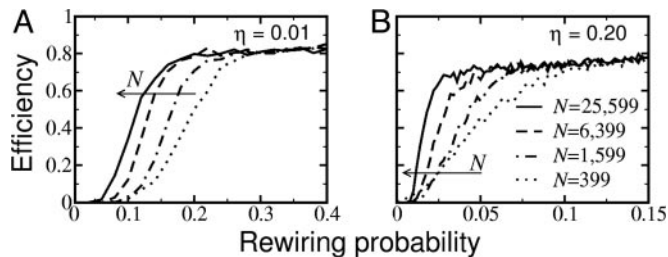 A
η = 0.01
Efficiency
1
0.8
0.6
0.4
0.2
0
N
0 0.1 0.2 0.3 0.4
B
η = 0.20
N=25,599
N=6,399
N=1,599
N=399
N
0 0.05 0.1 0.15
Rewiring probability